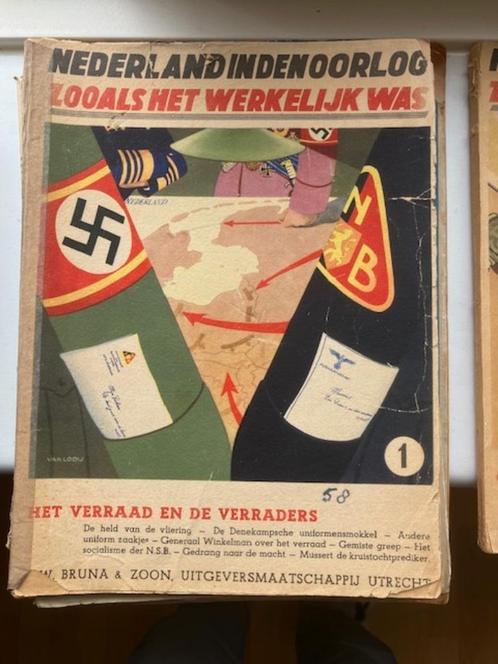 NEDERLAND IN DEN OORLOG
ZOOALS HET WERKELIJK WAS
NEDERLAND
N
B
VAN LOOIJ
1
58
HET VERRAAD EN DE VERRADERS
De held van de vliering — De Denekampsche uniformensmokkel — Andere
uniform zaakjes — Generaal Winkelman over het verraad — Gemiste greep — Het
socialisme der N.S.B. — Gedrang naar de macht — Mussert de kruistochtprediker.
W. BRUNA & ZOON, UITGEVERSMAATSCHAPPIJ UTRECHT